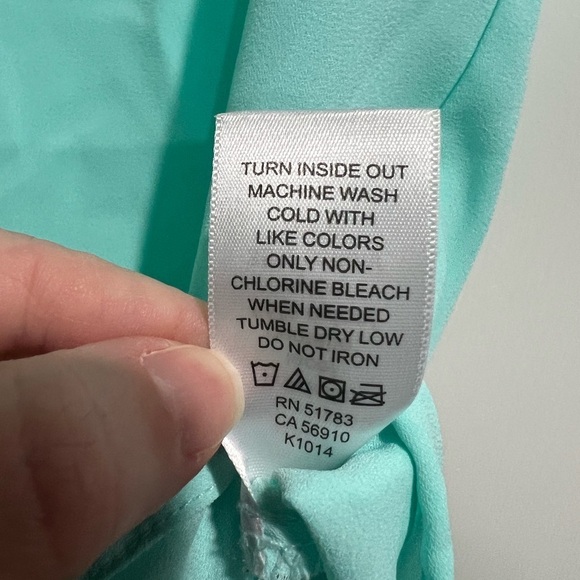 TURN INSIDE OUT
MACHINE WASH
COLD WITH
LIKE COLORS
ONLY NON-
CHLORINE BLEACH
WHEN NEEDED
TUMBLE DRY LOW
DO NOT IRON
RN 51783
CA 56910
K1014